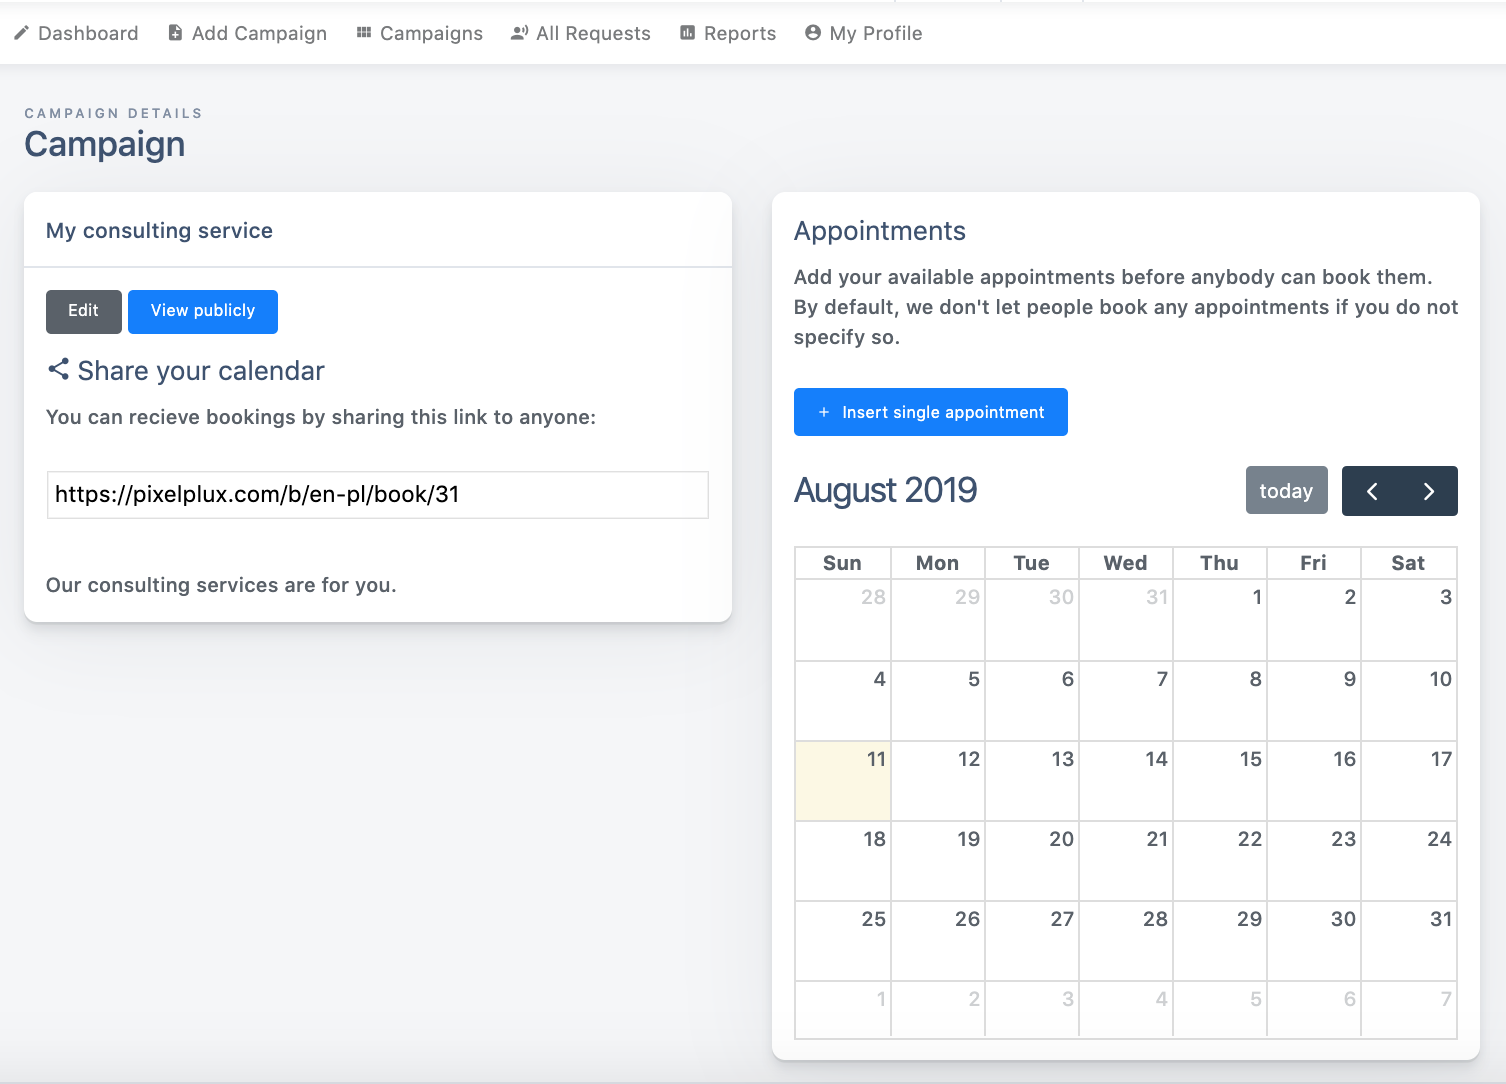 Dashboard Add Campaign Campaigns All Requests Reports My Profile
CAMPAIGN DETAILS
Campaign
My consulting service
Edit View publicly
Share your calendar
You can recieve bookings by sharing this link to anyone:
https://pixelplux.com/b/en-pl/book/31
Our consulting services are for you.
Appointments
Add your available appointments before anybody can book them.
By default, we don't let people book any appointments if you do not
specify so.
+ Insert single appointment
August 2019 today
Sun Mon Tue Wed Thu Fri Sat
28 29 30 31 1 2 3
4 5 6 7 8 9 10
11 12 13 14 15 16 17
18 19 20 21 22 23 24
25 26 27 28 29 30 31
1 2 3 4 5 6 7